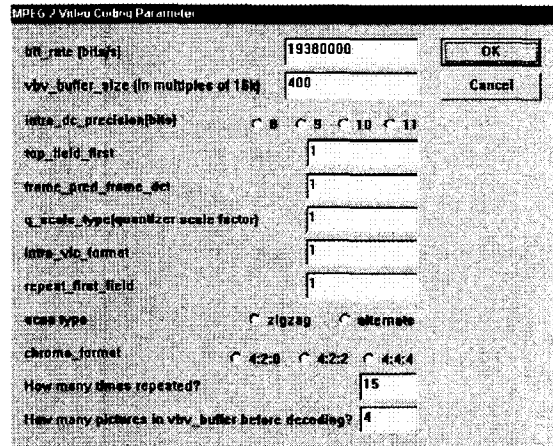 MPEG 2 Video Coding Parameter
bit_rate (bits/s) 19380000 OK
vbv_buffer_size (in multiples of 16k) 400 Cancel
intra_dc_precision(bits) 8 9 10 11
top_field_first 1
frame_pred_frame_dct 1
q_scale_type(quantizer scale factor) 1
intra_vlc_format 1
repeat_first_field 1
scan type zigzag alternate
chroma_format 4:2:0 4:2:2 4:4:4
How many times repeated? 15
How many pictures in vbv_buffer before decoding? 4